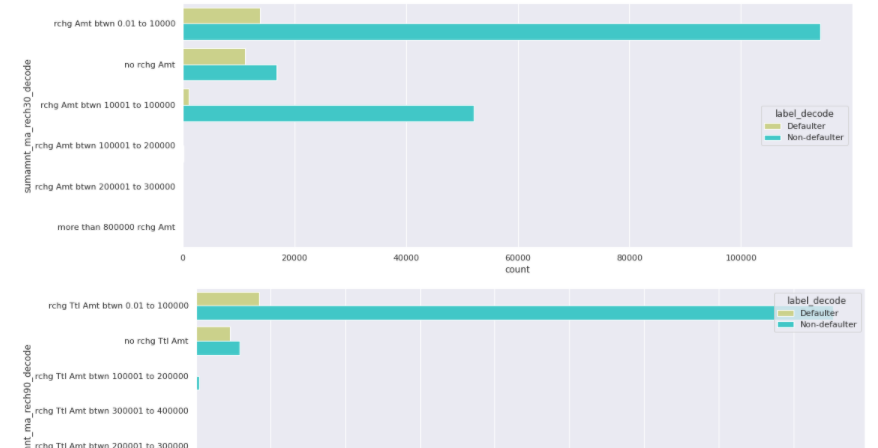 rchg Amt btwn 0.01 to 10000
no rchg Amt
rchg Amt btwn 10001 to 100000
rchg Amt btwn 100001 to 200000
rchg Amt btwn 200001 to 300000
more than 800000 rchg Amt
sumamnt_ma_rech30_decode
label_decode
Defaulter
Non-defaulter
0 20000 40000 60000 80000 100000
count
rchg Ttl Amt btwn 0.01 to 100000
no rchg Ttl Amt
rchg Ttl Amt btwn 100001 to 200000
rchg Ttl Amt btwn 300001 to 400000
rchg Ttl Amt btwn 200001 to 300000
nt_ma_rech90_decode
label_decode
Defaulter
Non-defaulter